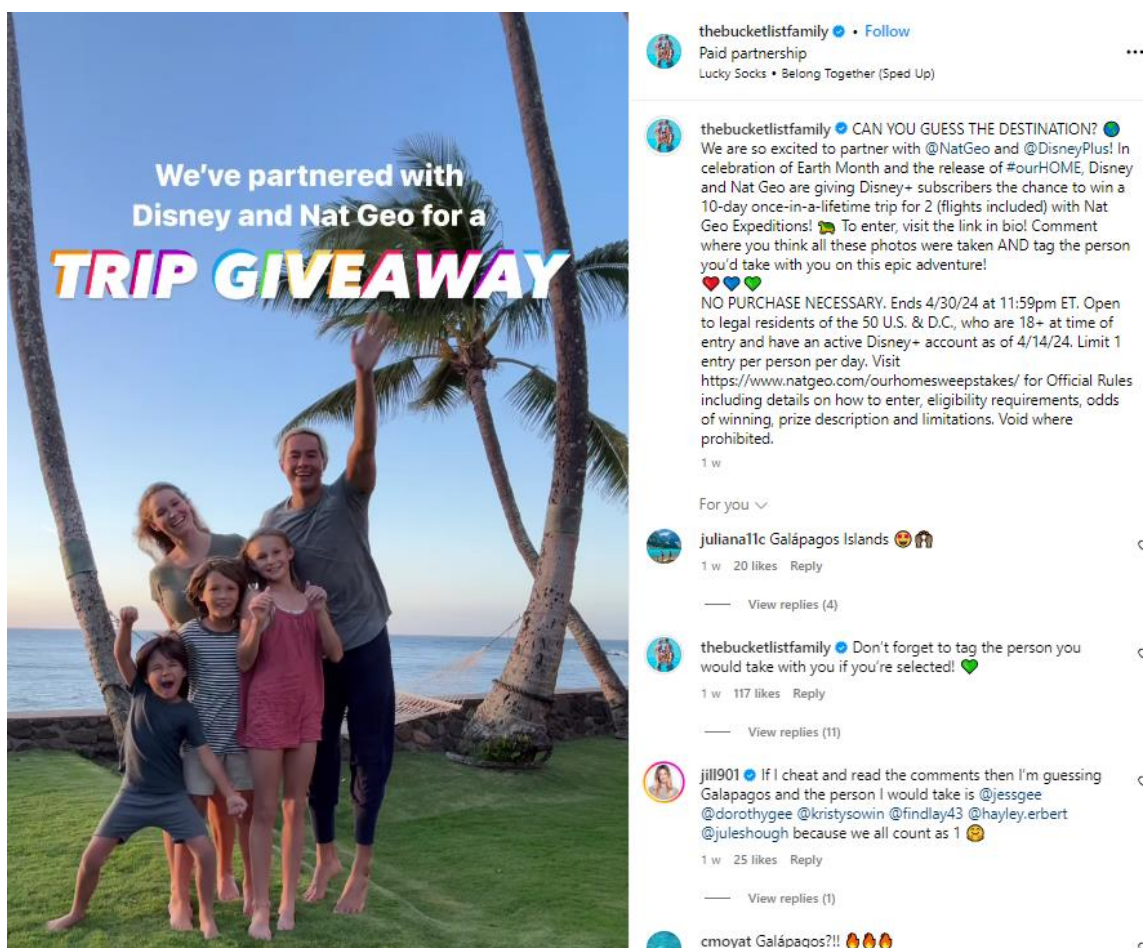 We've partnered with
Disney and Nat Geo for a
TRIP GIVEAWAY
thebucketlistfamily • Follow
Paid partnership
Lucky Socks • Belong Together (Sped Up)
thebucketlistfamily CAN YOU GUESS THE DESTINATION? 🌎
We are so excited to partner with @NatGeo and @DisneyPlus! In
celebration of Earth Month and the release of #ourHOME, Disney
and Nat Geo are giving Disney+ subscribers the chance to win a
10-day once-in-a-lifetime trip for 2 (flights included) with Nat
Geo Expeditions! 🐢 To enter, visit the link in bio! Comment
where you think all these photos were taken AND tag the person
you'd take with you on this epic adventure!
❤️💙💚
NO PURCHASE NECESSARY. Ends 4/30/24 at 11:59pm ET. Open
to legal residents of the 50 U.S. & D.C., who are 18+ at time of
entry and have an active Disney+ account as of 4/14/24. Limit 1
entry per person per day. Visit
https://www.natgeo.com/ourhomesweepstakes/ for Official Rules
including details on how to enter, eligibility requirements, odds
of winning, prize description and limitations. Void where
prohibited.
1 w
For you
juliana11c Galápagos Islands 😍🙌
1 w 20 likes Reply
View replies (4)
thebucketlistfamily Don't forget to tag the person you
would take with you if you're selected! 💚
1 w 117 likes Reply
View replies (11)
jill901 If I cheat and read the comments then I'm guessing
Galapagos and the person I would take is @jessgee
@dorothygee @kristysowin @findlay43 @hayley.erbert
@juleshough because we all count as 1 🤗
1 w 25 likes Reply
View replies (1)
cmoyat Galápagos?!! 🔥🔥🔥